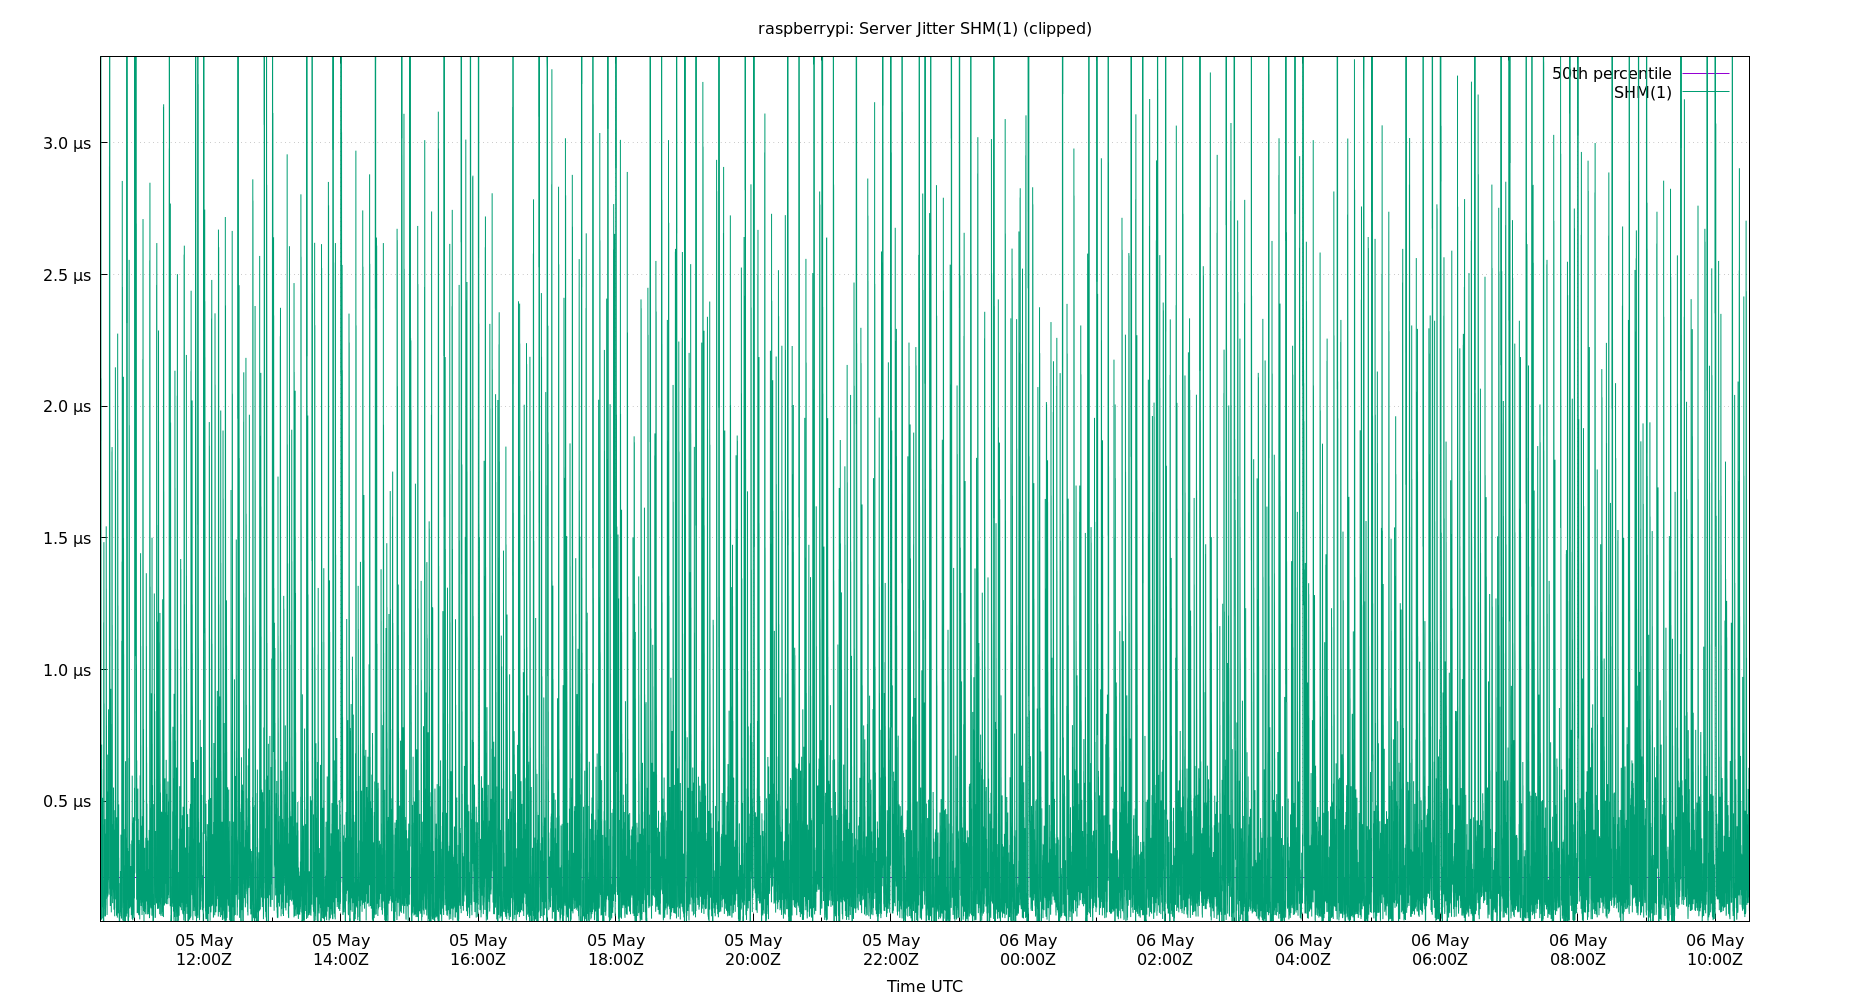 raspberrypi: Server Jitter SHM(1) (clipped)
50th percentile
SHM(1)
3.0 µs
2.5 µs
2.0 µs
1.5 µs
1.0 µs
0.5 µs
05 May 05 May 05 May 05 May 05 May 05 May 06 May 06 May 06 May 06 May 06 May 06 May
12:00Z 14:00Z 16:00Z 18:00Z 20:00Z 22:00Z 00:00Z 02:00Z 04:00Z 06:00Z 08:00Z 10:00Z
Time UTC